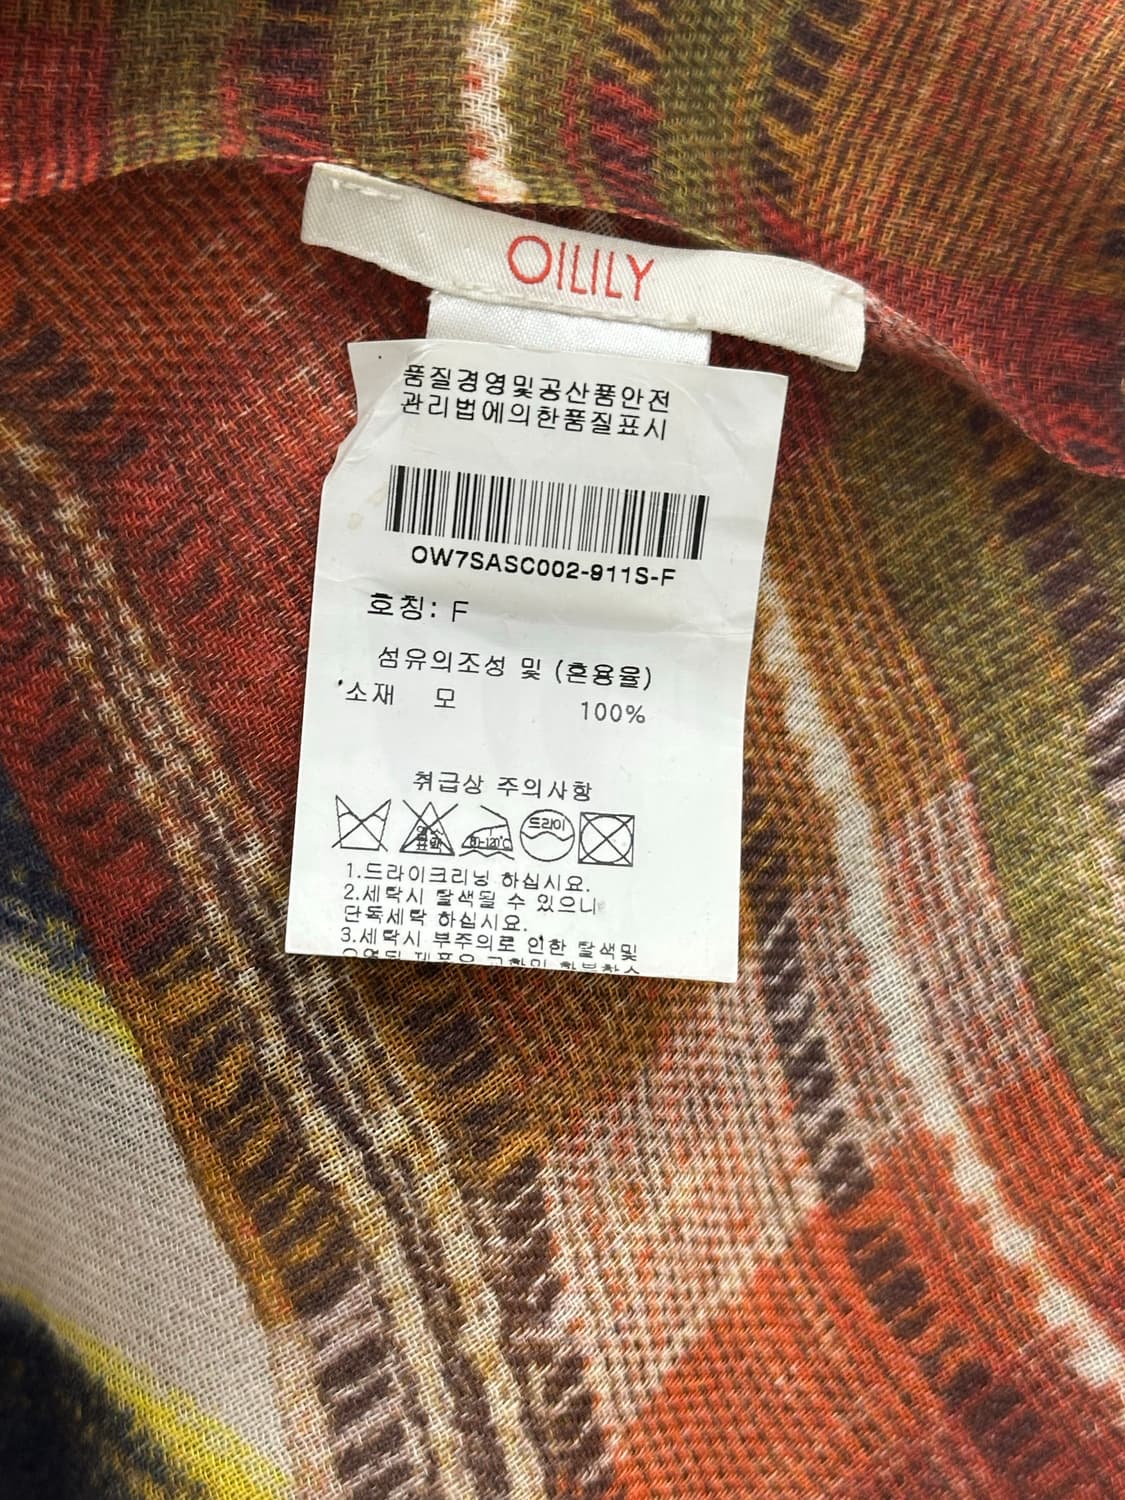 OILILY
품질경영및공산품안전
관리법에의한품질표시
OW7SASC002-911S-F
호칭: F
섬유의조성 및 (혼용율)
소재 모 100%
취급상 주의사항
드라이
1.드라이크리닝 하십시요.
2.세탁시 탈색될 수 있으니
단독세탁 하십시요.
3.세탁시 부주의로 인한 탈색및